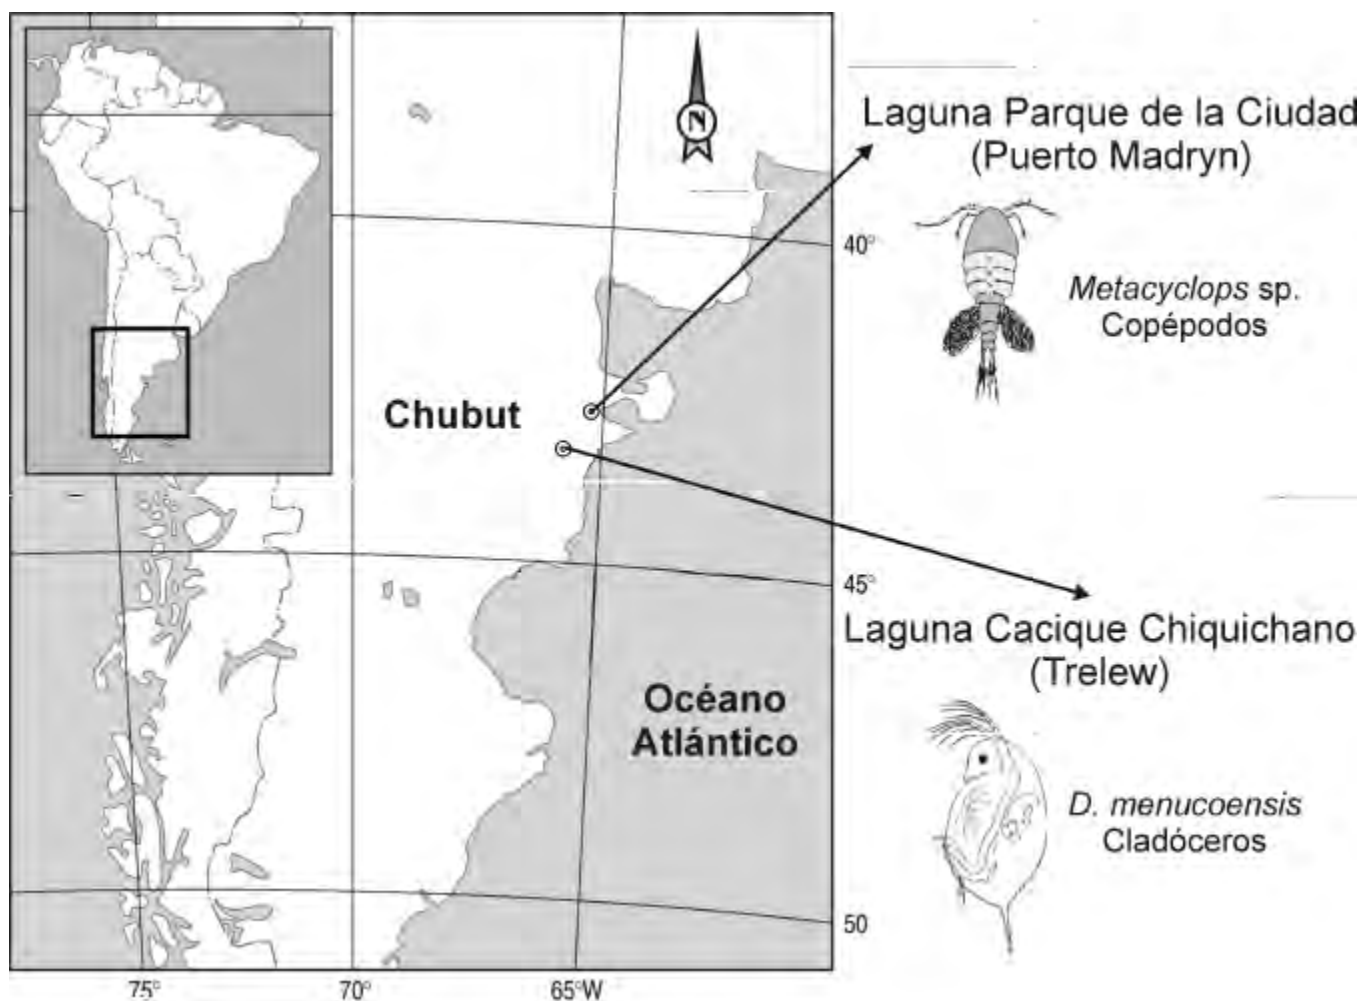 N
Laguna Parque de la Ciudad
(Puerto Madryn)
40°
Metacyclops sp.
Copépodos
Chubut
45°
Laguna Cacique Chiquichano
(Trelew)
Océano
Atlántico
D. menucoensis
Cladóceros
50
75° 70° 65°W